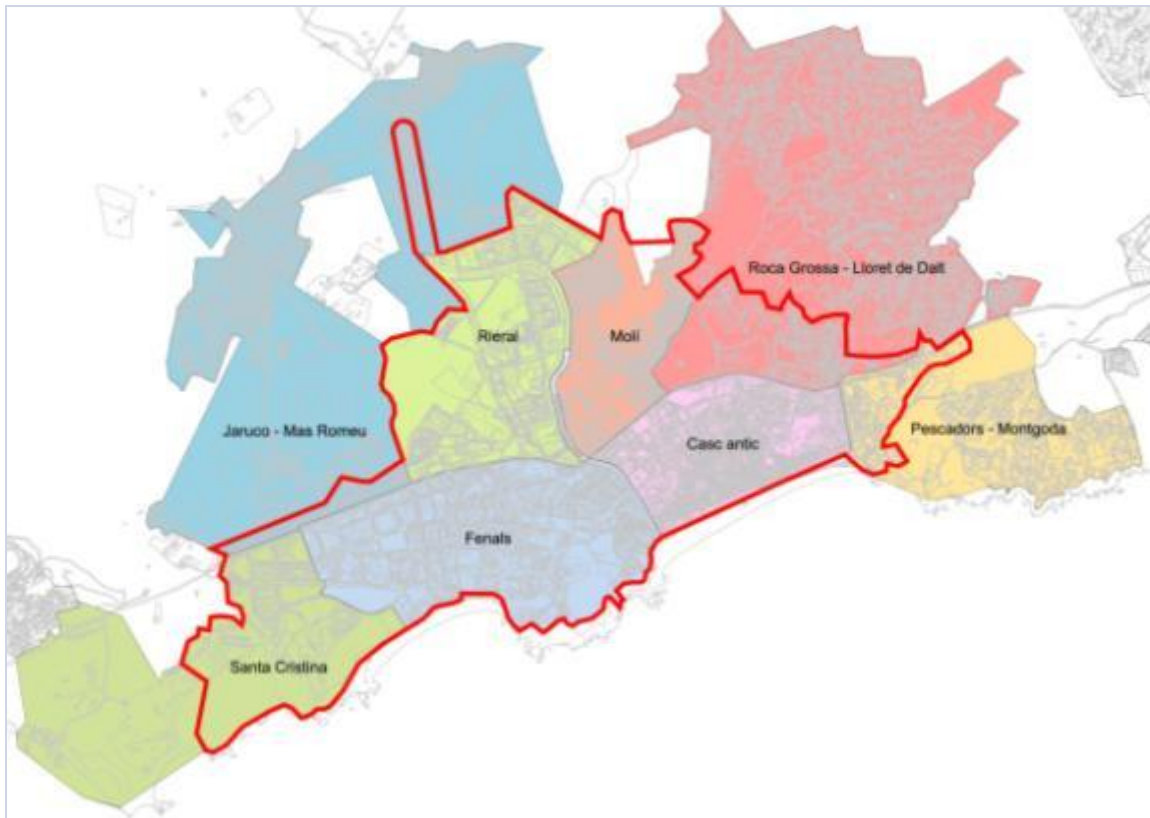 Roca Grossa - Lloret de Dalt
Rieral
Molí
Jaruco - Mas Romeu
Casc antic
Pescadors - Montgoda
Fenals
Santa Cristina